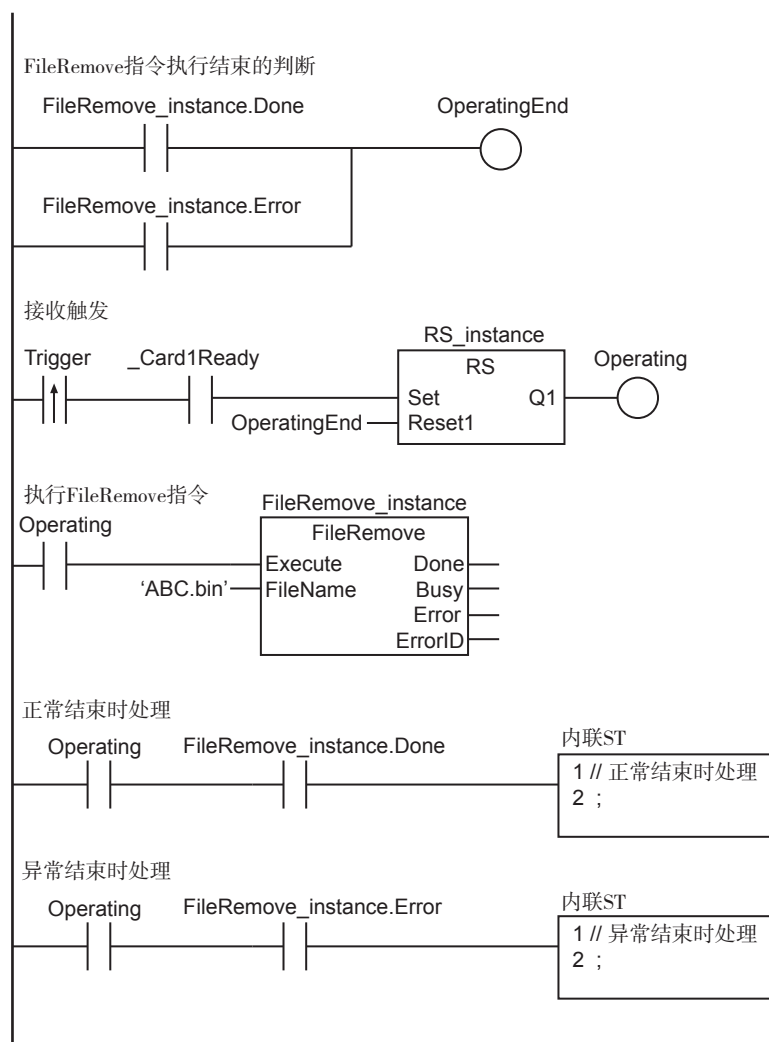 FileRemove指令执行结束的判断
FileRemove_instance.Done
OperatingEnd
FileRemove_instance.Error
接收触发
Trigger
_Card1Ready
RS_instance
RS
Operating
Set
Q1
OperatingEnd
Reset1
执行FileRemove指令
Operating
FileRemove_instance
FileRemove
Execute
Done
'ABC.bin'
FileName
Busy
Error
ErrorID
正常结束时处理
Operating
FileRemove_instance.Done
内联ST
1 // 正常结束时处理
2 ;
异常结束时处理
Operating
FileRemove_instance.Error
内联ST
1 // 异常结束时处理
2 ;